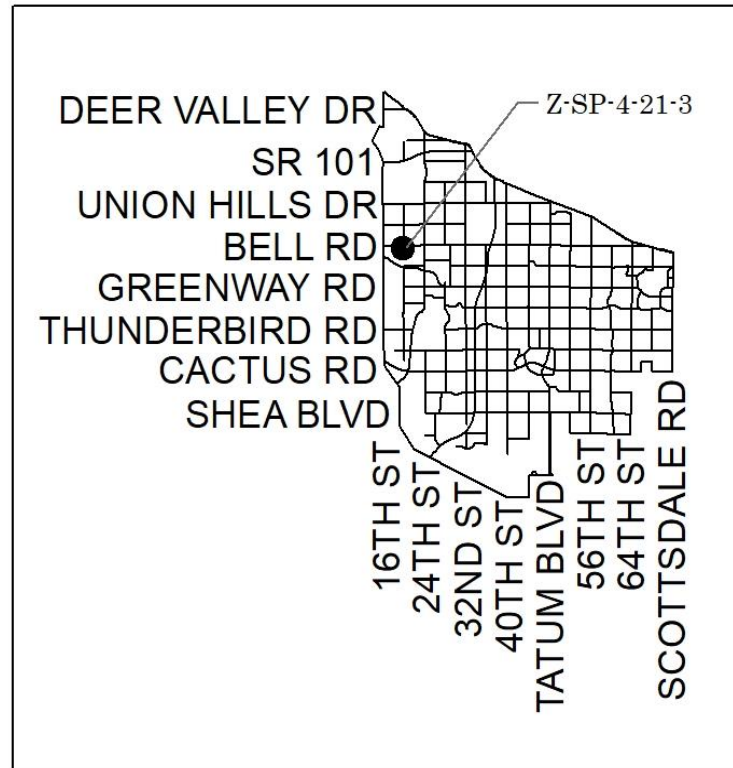 DEER VALLEY DR
Z-SP-4-21-3
SR 101
UNION HILLS DR
BELL RD
GREENWAY RD
THUNDERBIRD RD
CACTUS RD
SHEA BLVD
16TH ST
24TH ST
32ND ST
40TH ST
TATUM BLVD
56TH ST
64TH ST
SCOTTSDALE RD